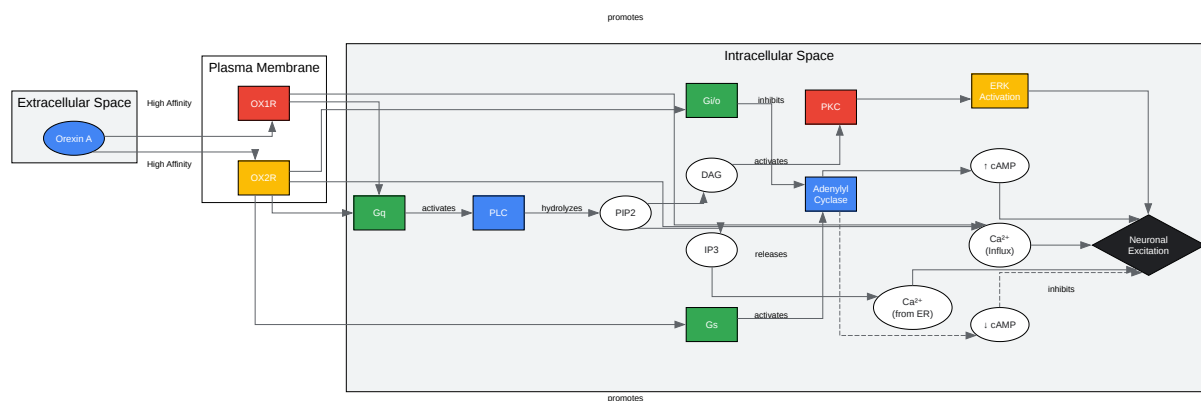 promotes
Intracellular Space
Plasma Membrane
Extracellular Space
High Affinity
OX1R
Orexin A
High Affinity
OX2R
Gi/o
inhibits
PKC
ERK
Activation
DAG
activates
Adenylyl
Cyclase
↑ cAMP
Gq
activates
PLC
hydrolyzes
PIP2
IP3
releases
Ca²⁺
(Influx)
Neuronal
Excitation
Ca²⁺
(from ER)
inhibits
Gs
activates
↓ cAMP
promotes